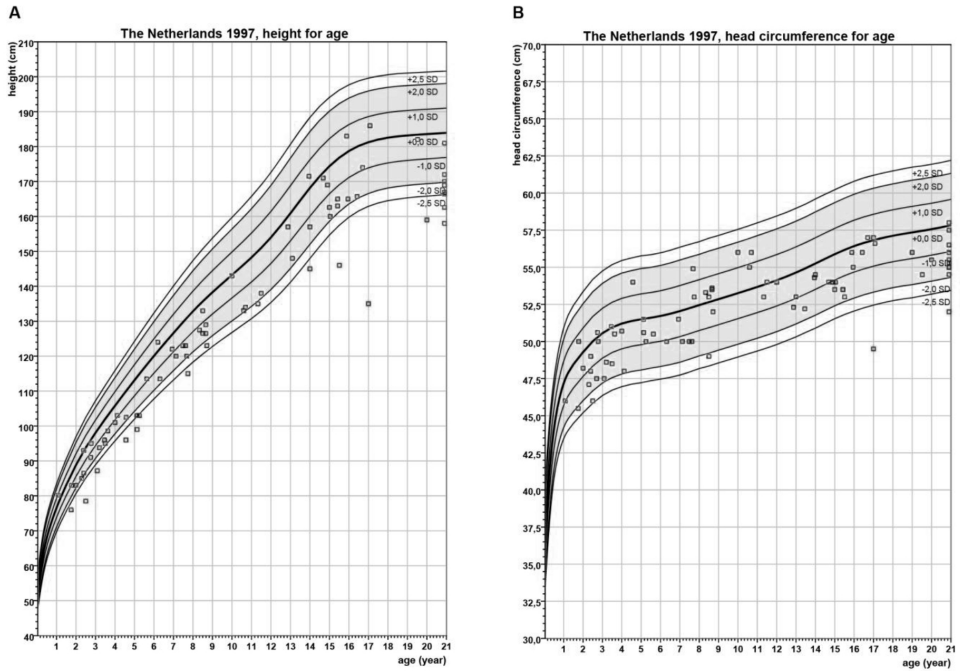 A
The Netherlands 1997, height for age
height (cm)
210
200
190
180
170
160
150
140
130
120
110
100
90
80
70
60
50
40
+2,5 SD
+2,0 SD
+1,0 SD
+0,0 SD
-1,0 SD
-2,0 SD
-2,5 SD
1 2 3 4 5 6 7 8 9 10 11 12 13 14 15 16 17 18 19 20 21
age (year)
B
The Netherlands 1997, head circumference for age
head circumference (cm)
70,0
67,5
65,0
62,5
60,0
57,5
55,0
52,5
50,0
47,5
45,0
42,5
40,0
37,5
35,0
32,5
30,0
+2,5 SD
+2,0 SD
+1,0 SD
+0,0 SD
-1,0 SD
-2,0 SD
-2,5 SD
1 2 3 4 5 6 7 8 9 10 11 12 13 14 15 16 17 18 19 20 21
age (year)